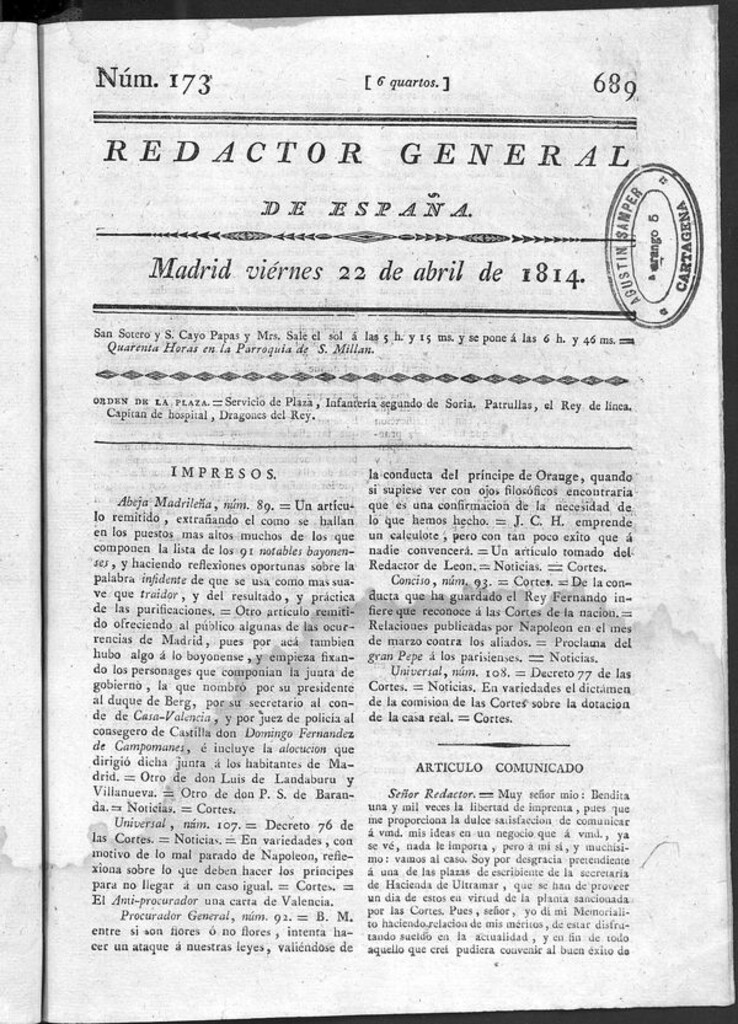 Núm. 173
[ 6 quartos. ]
689
REDACTOR GENERAL
DE ESPAÑA.
Madrid viérnes 22 de abril de 1814.
AGUSTIN SAMPER
CARTAGENA
San Sotero y S. Cayo Papas y Mrs. Sale el sol á las 5 h. y 15 ms. y se pone á las 6 h. y 46 ms. =
Quarenta Horas en la Parroquia de S. Millan.
ORDEN DE LA PLAZA. = Servicio de Plaza, Infantería segundo de Soria. Patrullas, el Rey de línea.
Capitan de hospital, Dragones del Rey.
IMPRESOS.
Abeja Madrileña, núm. 89. = Un artícu-
lo remitido, extrañando el como se hallan
en los puestos mas altos muchos de los que
componen la lista de los 91 notables bayonen-
ses, y haciendo reflexiones oportunas sobre la
palabra infidente de que se usa como mas sua-
ve que traidor, y del resultado, y práctica
de las purificaciones. = Otro artículo remiti-
do ofreciendo al público algunas de las ocur-
rencias de Madrid, pues por acá tambien
hubo algo á lo boyonense, y empieza fixan-
do los personages que componian la junta de
gobierno, la que nombró por su presidente
al duque de Berg, por su secretario al con-
de de Casa-Valencia, y por juez de policía al
consegero de Castilla don Domingo Fernandez
de Campomanes, é incluye la alocucion que
dirigió dicha junta á los habitantes de Ma-
drid. = Otro de don Luis de Landaburu y
Villanueva. = Otro de don P. S. de Baran-
da. = Noticias. = Cortes.
Universal, núm. 107. = Decreto 76 de
las Cortes. = Noticias. = En variedades, con
motivo de lo mal parado de Napoleon, refle-
xiona sobre lo que deben hacer los príncipes
para no llegar á un caso igual. = Cortes. =
El Anti-procurador una carta de Valencia.
Procurador General, núm. 92. = B. M.
entre si son flores ó no flores, intenta ha-
cer un ataque á nuestras leyes, valiéndose de
la conducta del príncipe de Orange, quando
si supiese ver con ojos filosóficos encontraria
que es una confirmacion de la necesidad de
lo que hemos hecho. = J. C. H. emprende
un calculote, pero con tan poco exito que á
nadie convencerá. = Un artículo tomado del
Redactor de Leon. = Noticias. = Cortes.
Conciso, núm. 93. = Cortes. = De la con-
ducta que ha guardado el Rey Fernando in-
fiere que reconoce á las Cortes de la nacion. =
Relaciones publicadas por Napoleon en el mes
de marzo contra los aliados. = Proclama del
gran Pepe á los parisienses. = Noticias.
Universal, núm. 108. = Decreto 77 de las
Cortes. = Noticias. En variedades el dictámen
de la comision de las Cortes sobre la dotacion
de la casa real. = Cortes.
ARTICULO COMUNICADO
Señor Redactor. = Muy señor mio: Bendita
una y mil veces la libertad de imprenta, pues que
me proporciona la dulce satisfaccion de comunicar
á vmd. mis ideas en un negocio que á vmd., ya
se vé, nada le importa, pero á mi sí, y muchísi-
mo: vamos al caso. Soy por desgracia pretendiente
á una de las plazas de escribiente de la secretaría
de Hacienda de Ultramar, que se han de proveer
un dia de estos en virtud de la planta sancionada
por las Cortes. Pues, señor, yo di mi Memoriali-
to haciendo relacion de mis méritos, de estar disfru-
tando sueldo en la actualidad, y en fin de todo
aquello que creí pudiera convenir al buen éxito de